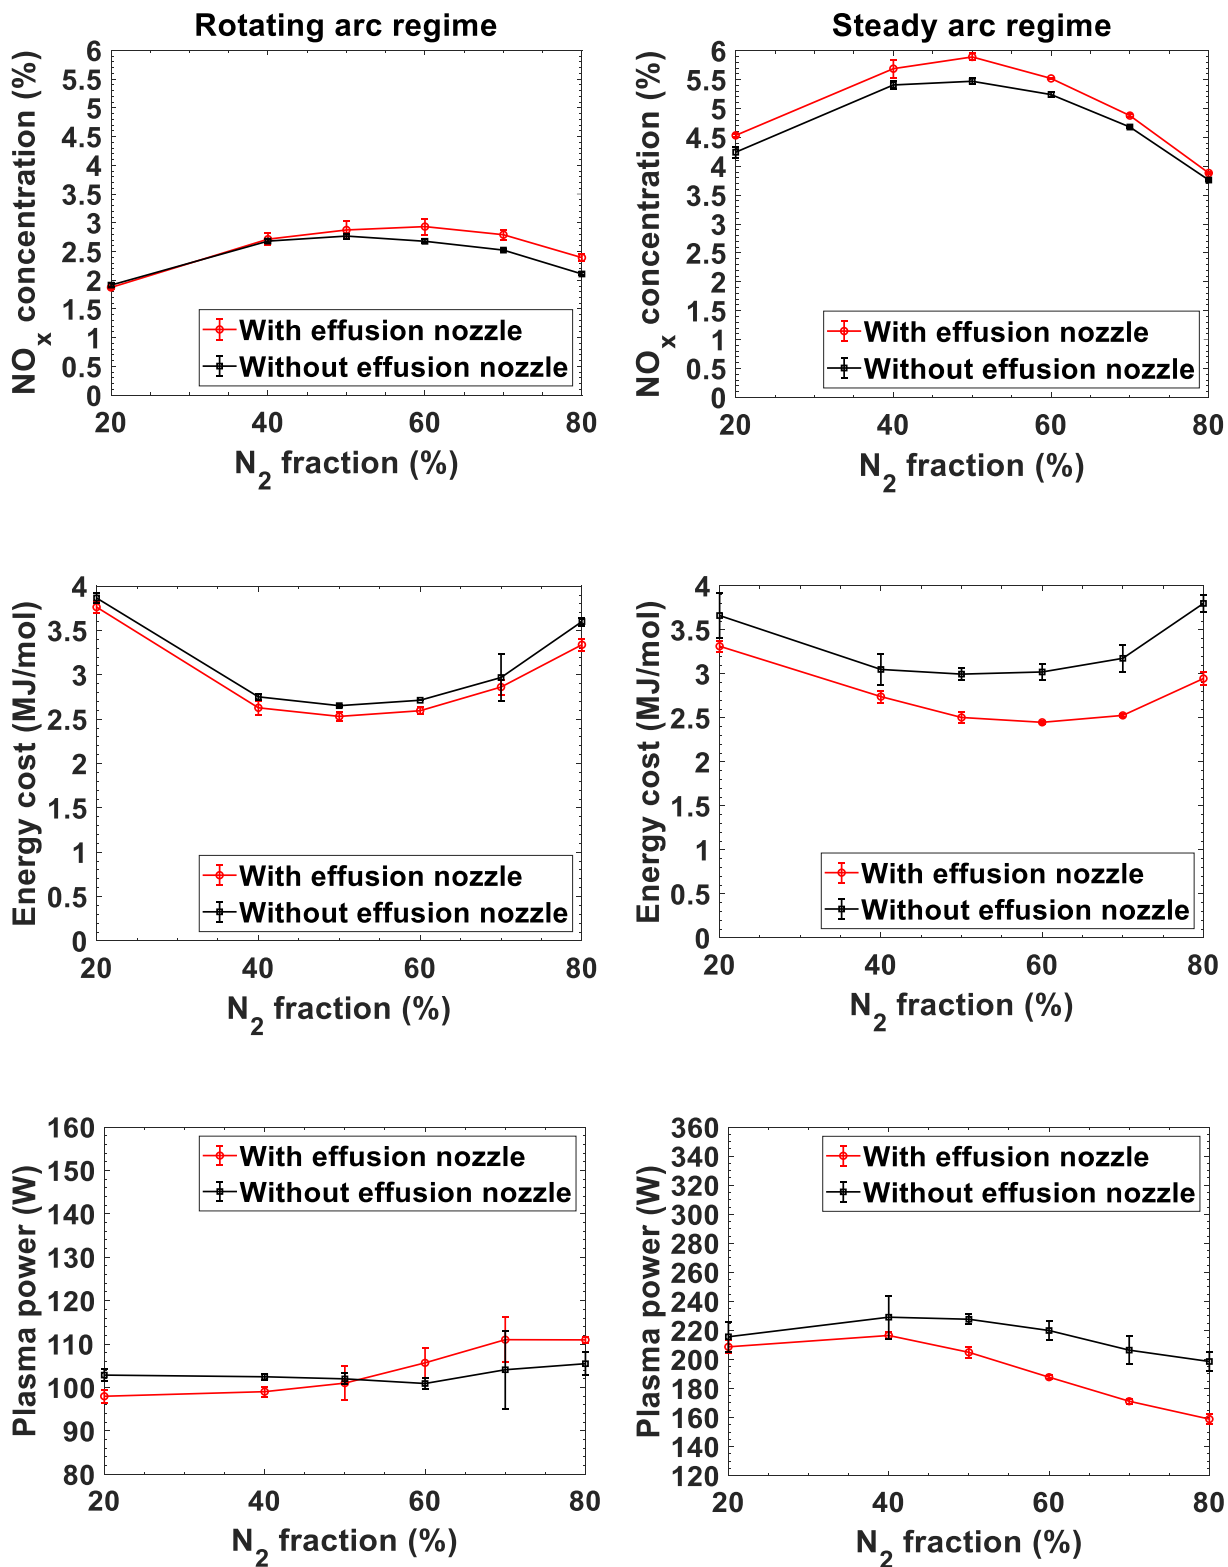 Rotating arc regime
NOx concentration (%)
6
5.5
5
4.5
4
3.5
3
2.5
2
1.5
1
0.5
0
With effusion nozzle
Without effusion nozzle
20 40 60 80
N2 fraction (%)
Steady arc regime
NOx concentration (%)
6
5.5
5
4.5
4
3.5
3
2.5
2
1.5
1
0.5
0
With effusion nozzle
Without effusion nozzle
20 40 60 80
N2 fraction (%)
Energy cost (MJ/mol)
4
3.5
3
2.5
2
1.5
1
0.5
0
With effusion nozzle
Without effusion nozzle
20 40 60 80
N2 fraction (%)
Energy cost (MJ/mol)
4
3.5
3
2.5
2
1.5
1
0.5
0
With effusion nozzle
Without effusion nozzle
20 40 60 80
N2 fraction (%)
Plasma power (W)
160
150
140
130
120
110
100
90
80
With effusion nozzle
Without effusion nozzle
20 40 60 80
N2 fraction (%)
Plasma power (W)
360
340
320
300
280
260
240
220
200
180
160
140
120
With effusion nozzle
Without effusion nozzle
20 40 60 80
N2 fraction (%)